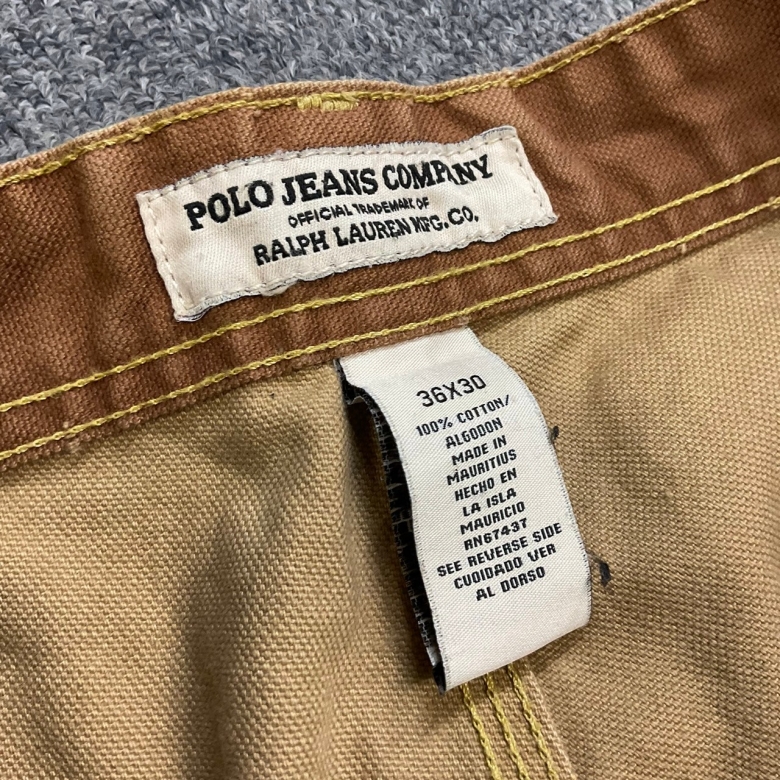 POLO JEANS COMPANY
OFFICIAL TRADEMARK OF
RALPH LAUREN MFG. CO.
36X30
100% COTTON/
ALGODON
MADE IN
MAURITIUS
HECHO EN
LA ISLA
MAURICIO
RN67437
SEE REVERSE SIDE
CUOIDADO VER
AL DORSO